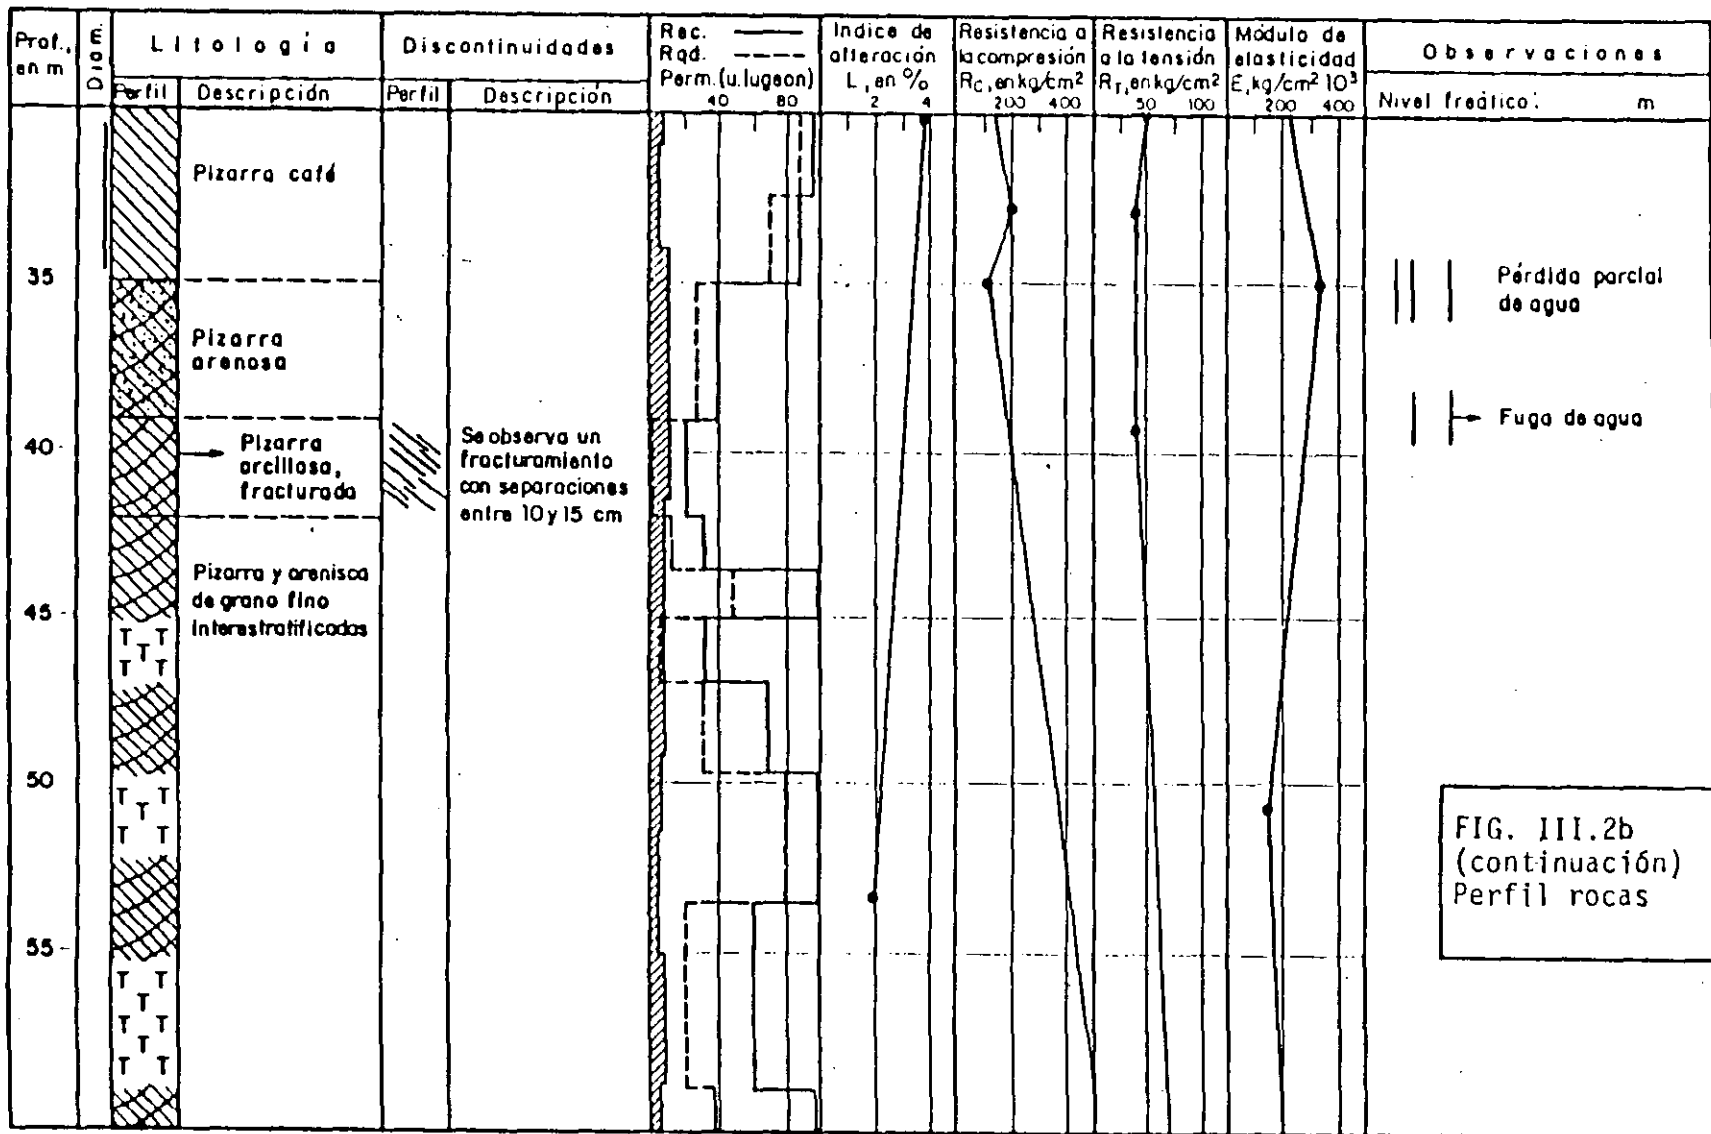 Prof.,
en m
Diám.
Litología
Perfil
Descripción
Discontinuidades
Perfil
Descripción
Rec.
Rqd.
Perm.(u.lugeon)
40 80
Indice de
alteración
L, en %
2 4
Resistencia a
la compresión
RC, en kg/cm2
200 400
Resistencia
a la tensión
RT, en kg/cm2
50 100
Módulo de
elasticidad
E, kg/cm2 103
200 400
Observaciones
Nivel freático: m
35
40
45
50
55
Pizarra café
Pizarra
arenosa
Pizarra
arcillosa,
fracturada
Pizarra y arenisca
de grano fino
interestratificadas
Se observa un
fracturamiento
con separaciones
entre 10 y 15 cm
Pérdida parcial
de agua
Fuga de agua
T T
T
T T
T T
T
T T
T T
T
T T
T
T T
FIG. III.2b
(continuación)
Perfil rocas